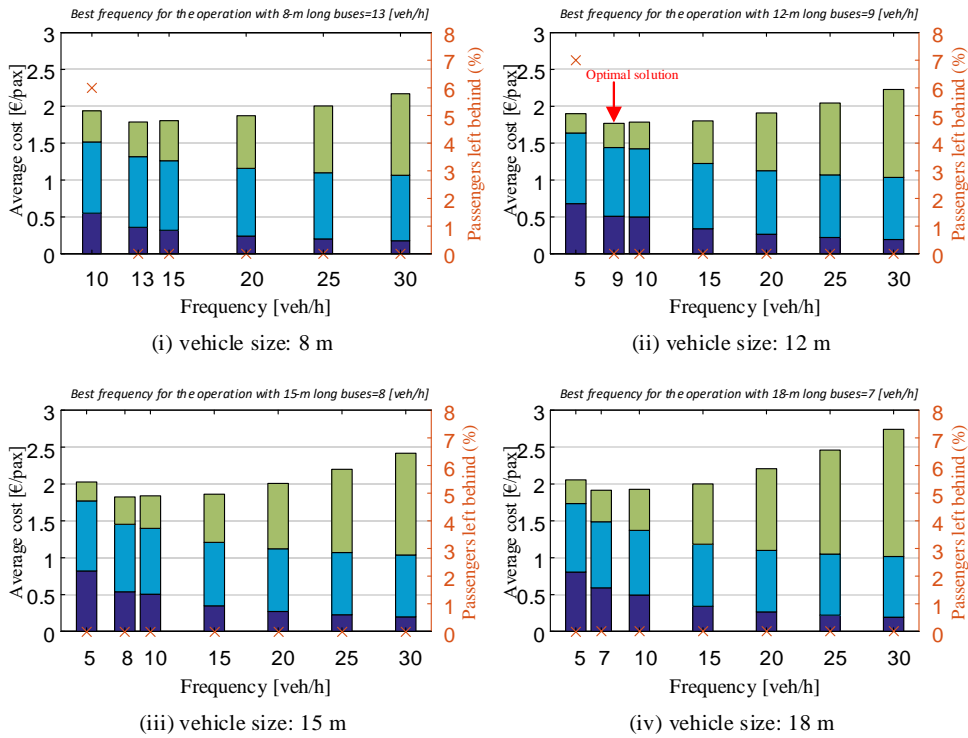 Best frequency for the operation with 8-m long buses=13 [veh/h]
3
2.5
2
1.5
1
0.5
0
Average cost [€/pax]
8
7
6
5
4
3
2
1
0
Passengers left behind (%)
10 13 15 20 25 30
Frequency [veh/h]
(i) vehicle size: 8 m
Best frequency for the operation with 12-m long buses=9 [veh/h]
3
2.5
2
1.5
1
0.5
0
Average cost [€/pax]
Optimal solution
8
7
6
5
4
3
2
1
0
Passengers left behind (%)
5 9 10 15 20 25 30
Frequency [veh/h]
(ii) vehicle size: 12 m
Best frequency for the operation with 15-m long buses=8 [veh/h]
3
2.5
2
1.5
1
0.5
0
Average cost [€/pax]
8
7
6
5
4
3
2
1
0
Passengers left behind (%)
5 8 10 15 20 25 30
Frequency [veh/h]
(iii) vehicle size: 15 m
Best frequency for the operation with 18-m long buses=7 [veh/h]
3
2.5
2
1.5
1
0.5
0
Average cost [€/pax]
8
7
6
5
4
3
2
1
0
Passengers left behind (%)
5 7 10 15 20 25 30
Frequency [veh/h]
(iv) vehicle size: 18 m